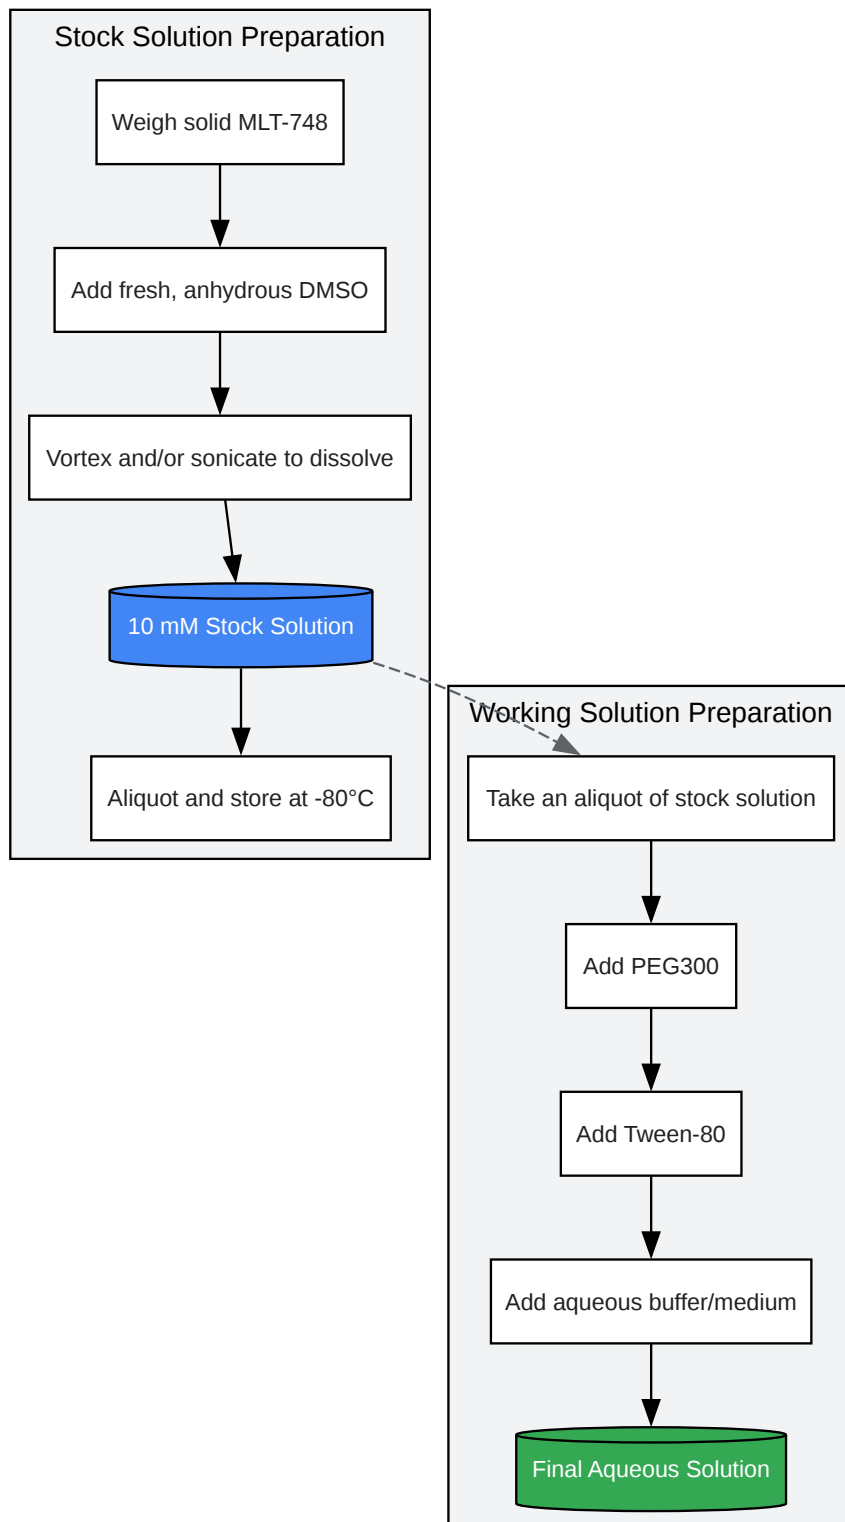 Stock Solution Preparation
Weigh solid MLT-748
Add fresh, anhydrous DMSO
Vortex and/or sonicate to dissolve
10 mM Stock Solution
Aliquot and store at -80°C
Working Solution Preparation
Take an aliquot of stock solution
Add PEG300
Add Tween-80
Add aqueous buffer/medium
Final Aqueous Solution